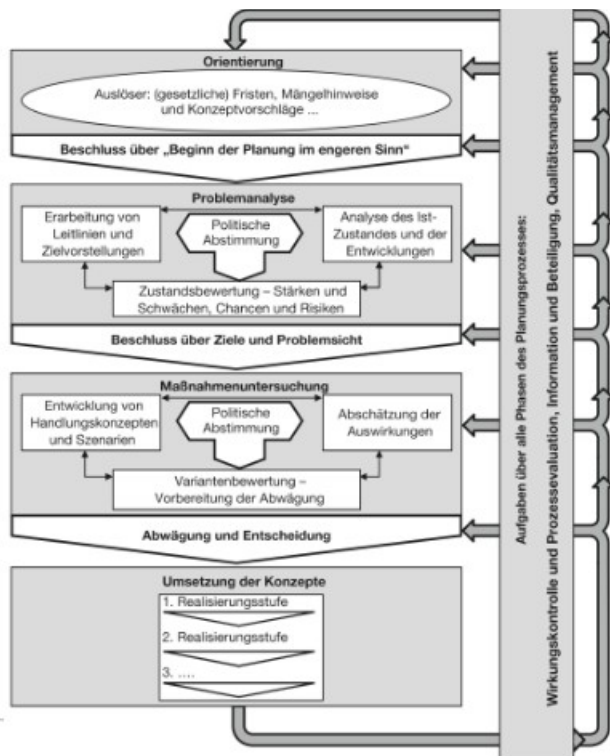 Orientierung
Auslöser: (gesetzliche) Fristen, Mängelhinweise
und Konzeptvorschläge ...
Beschluss über „Beginn der Planung im engeren Sinn“
Problemanalyse
Erarbeitung von
Leitlinien und
Zielvorstellungen
Politische
Abstimmung
Analyse des Ist-
Zustandes und der
Entwicklungen
Zustandsbewertung – Stärken und
Schwächen, Chancen und Risiken
Beschluss über Ziele und Problemsicht
Maßnahmenuntersuchung
Entwicklung von
Handlungskonzepten
und Szenarien
Politische
Abstimmung
Abschätzung der
Auswirkungen
Variantenbewertung –
Vorbereitung der Abwägung
Abwägung und Entscheidung
Umsetzung der Konzepte
1. Realisierungsstufe
2. Realisierungsstufe
3. ....
Aufgaben über alle Phasen des Planungsprozesses:
Wirkungskontrolle und Prozessevaluation, Information und Beteiligung, Qualitätsmanagement